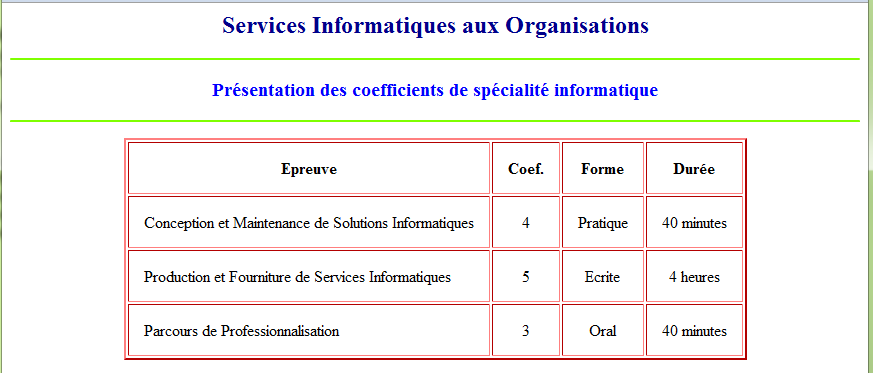 Services Informatiques aux Organisations
Présentation des coefficients de spécialité informatique
Epreuve Coef. Forme Durée
Conception et Maintenance de Solutions Informatiques 4 Pratique 40 minutes
Production et Fourniture de Services Informatiques 5 Ecrite 4 heures
Parcours de Professionnalisation 3 Oral 40 minutes